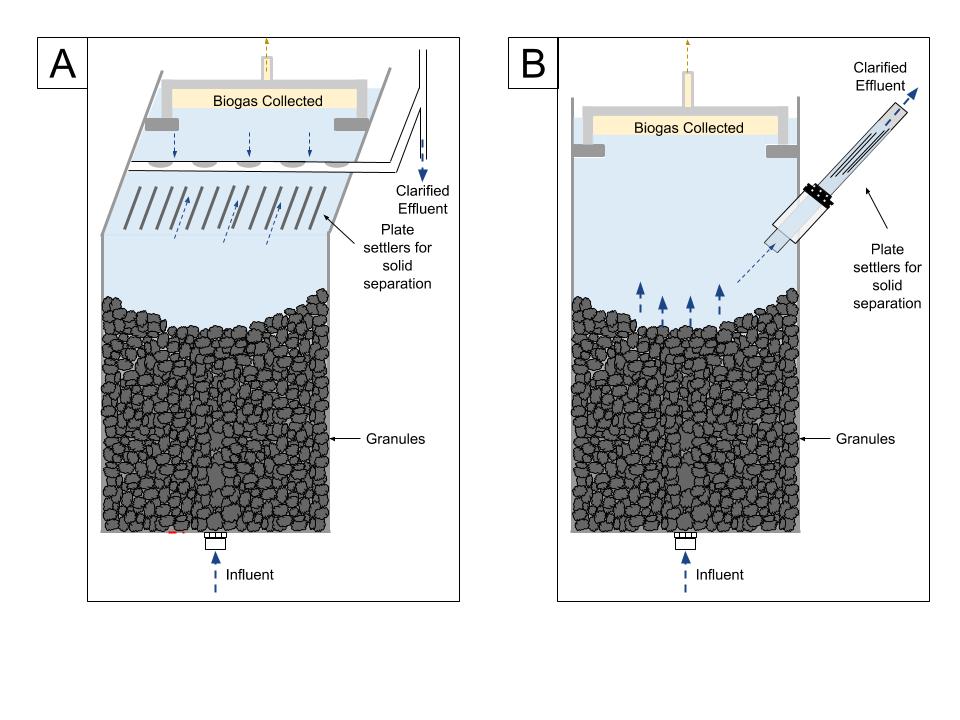 A
Biogas Collected
Clarified
Effluent
Plate
settlers for
solid
separation
Granules
Influent
B
Clarified
Effluent
Biogas Collected
Plate
settlers for
solid
separation
Granules
Influent